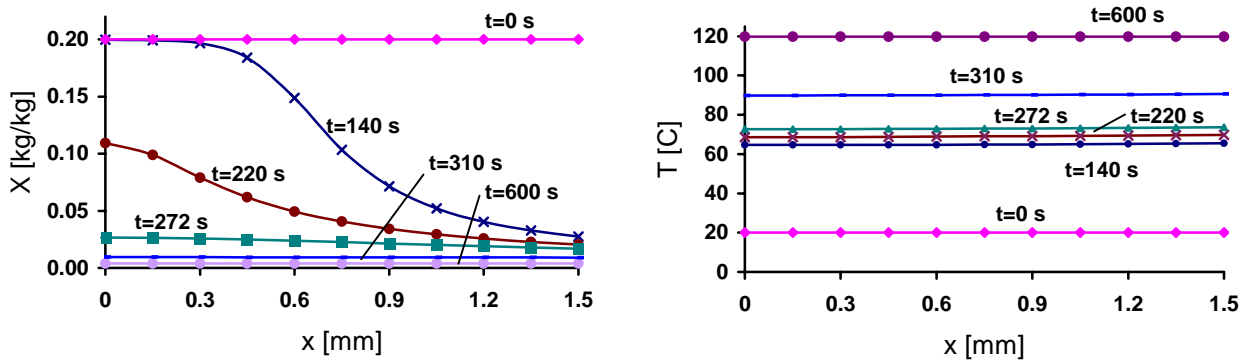 t=0 s
0.20
0.15
t=140 s
X [kg/kg]
0.10
t=310 s
t=220 s
t=600 s
0.05
t=272 s
0.00
0 0.3 0.6 0.9 1.2 1.5
x [mm]
t=600 s
120
100
t=310 s
80
t=272 s t=220 s
T [C]
60
t=140 s
40
t=0 s
20
0
0 0.3 0.6 0.9 1.2 1.5
x [mm]